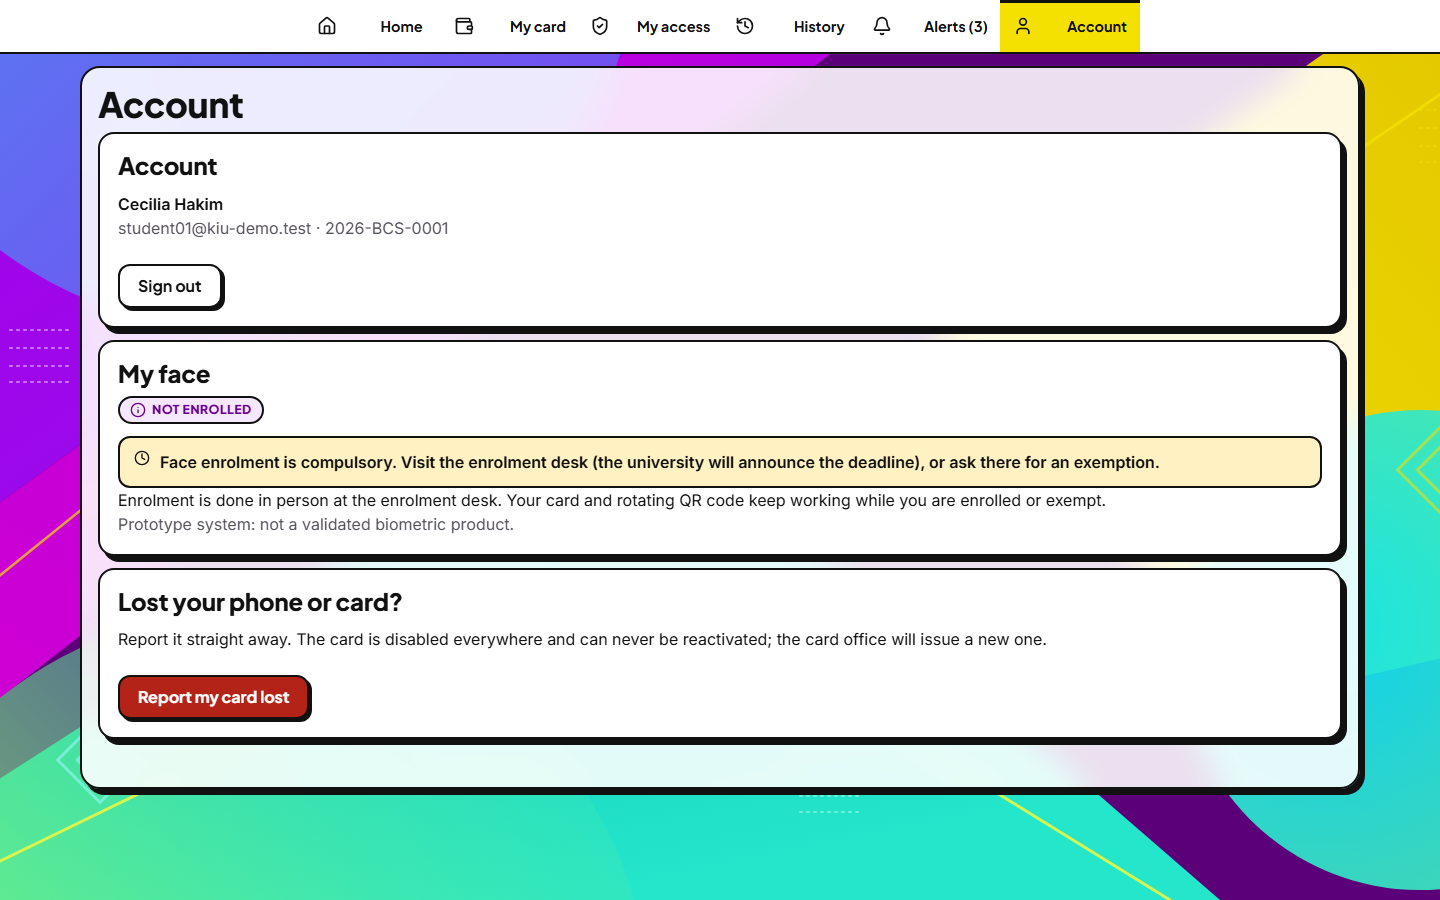 Home My card My access History Alerts (3) Account
Account
Account
Cecilia Hakim
student01@kiu-demo.test · 2026-BCS-0001
Sign out
My face
NOT ENROLLED
Face enrolment is compulsory. Visit the enrolment desk (the university will announce the deadline), or ask there for an exemption.
Enrolment is done in person at the enrolment desk. Your card and rotating QR code keep working while you are enrolled or exempt.
Prototype system: not a validated biometric product.
Lost your phone or card?
Report it straight away. The card is disabled everywhere and can never be reactivated; the card office will issue a new one.
Report my card lost